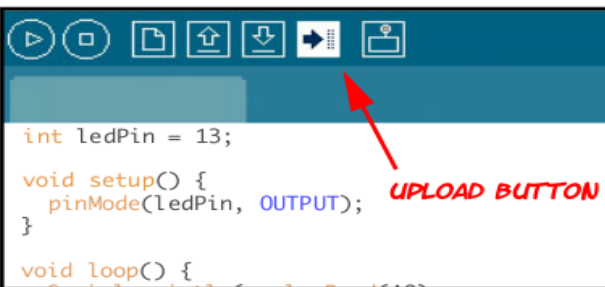 int ledPin = 13;
void setup() {
pinMode(ledPin, OUTPUT);
UPLOAD BUTTON
}
void loop() {